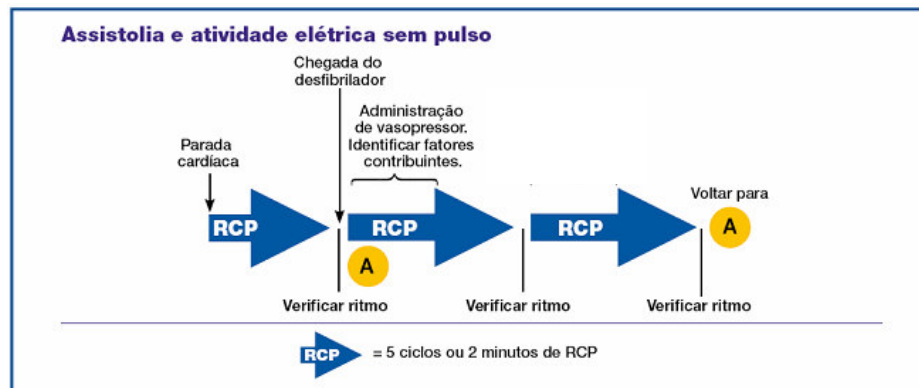 Assistolia e atividade elétrica sem pulso
Chegada do
desfibrilador
Administração
de vasopressor.
Identificar fatores
contribuintes.
Parada
cardíaca
Voltar para
RCP
RCP
RCP
A
A
Verificar ritmo
Verificar ritmo
Verificar ritmo
RCP = 5 ciclos ou 2 minutos de RCP